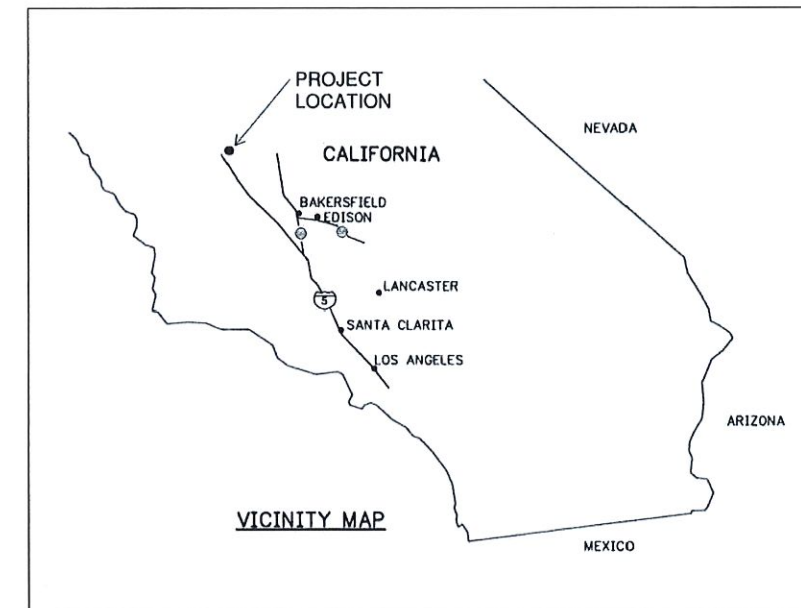 PROJECT
LOCATION
NEVADA
CALIFORNIA
BAKERSFIELD
EDISON
LANCASTER
5
SANTA CLARITA
LOS ANGELES
ARIZONA
VICINITY MAP
MEXICO